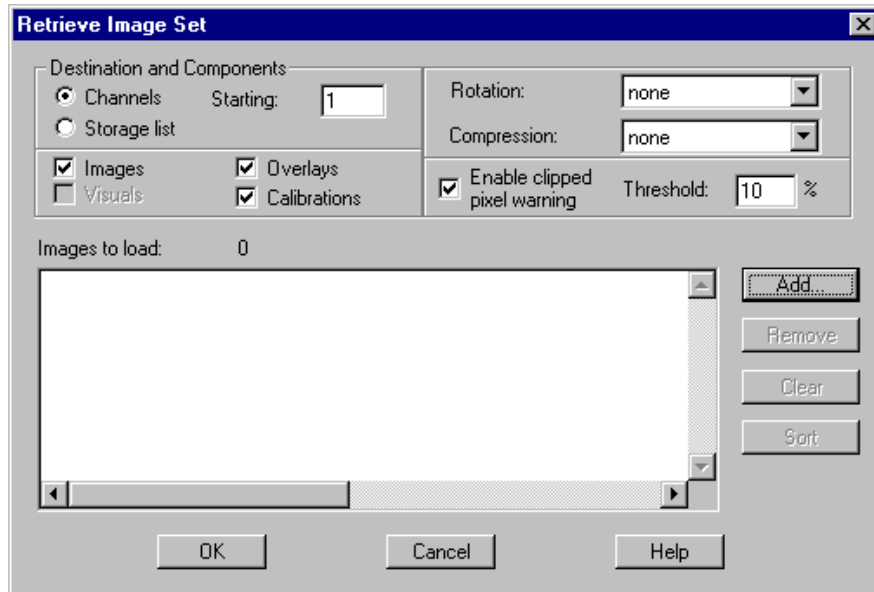 Retrieve Image Set
Destination and Components
Channels Starting: 1
Storage list
Images Overlays
Visuals Calibrations
Rotation: none
Compression: none
Enable clipped
pixel warning Threshold: 10 %
Images to load: 0
Add...
Remove
Clear
Sort
OK Cancel Help